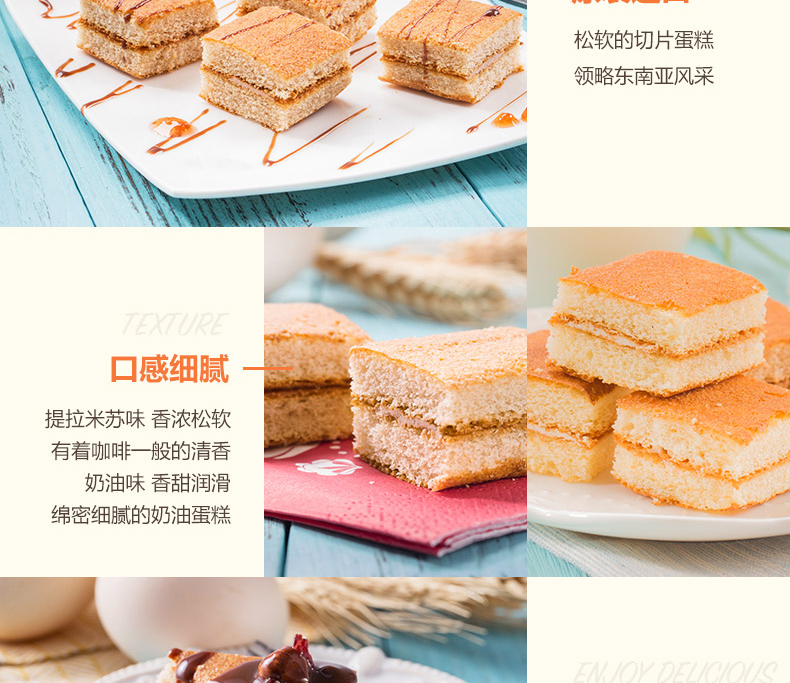 松软的切片蛋糕
领略东南亚风采
TEXTURE
口感细腻
提拉米苏味 香浓松软
有着咖啡一般的清香
奶油味 香甜润滑
绵密细腻的奶油蛋糕
ENJOY DELICIOUS